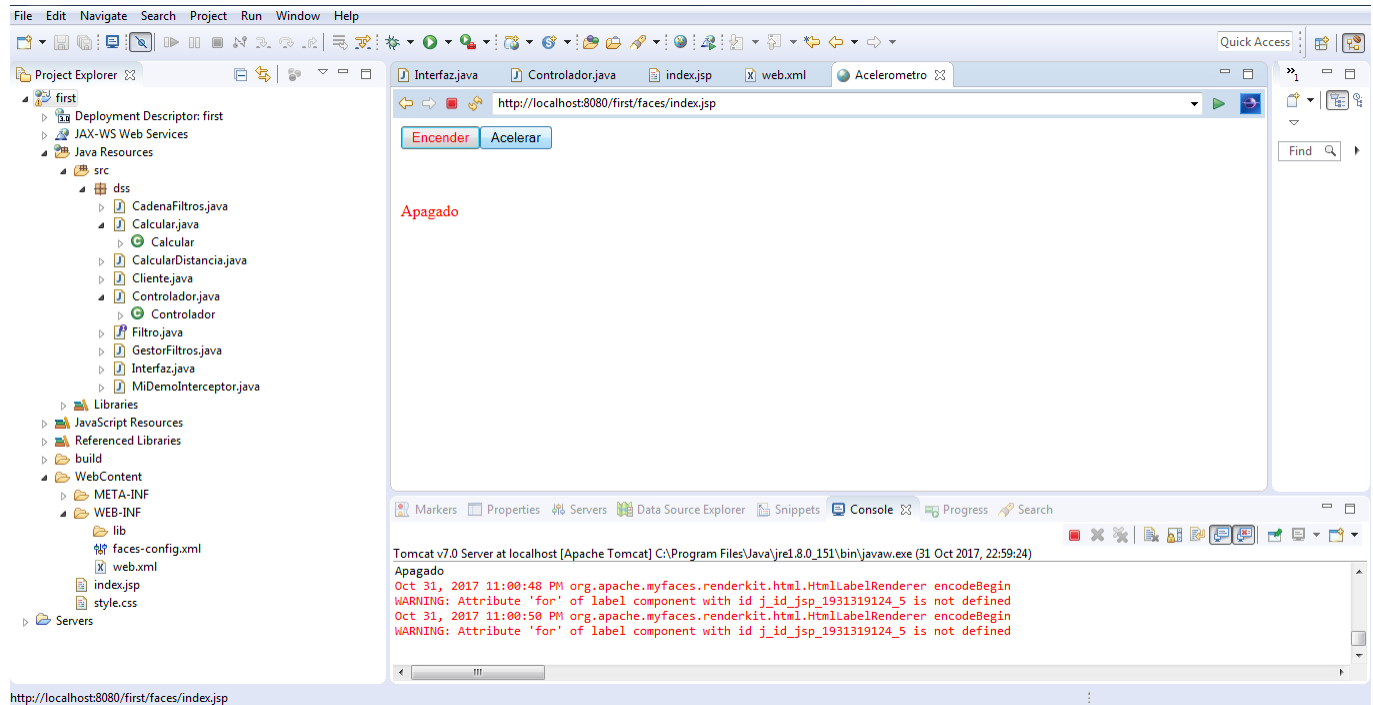 File Edit Navigate Search Project Run Window Help
Quick Access
Project Explorer
first
Deployment Descriptor: first
JAX-WS Web Services
Java Resources
src
dss
CadenaFiltros.java
Calcular.java
Calcular
CalcularDistancia.java
Cliente.java
Controlador.java
Controlador
Filtro.java
GestorFiltros.java
Interfaz.java
MiDemoInterceptor.java
Libraries
JavaScript Resources
Referenced Libraries
build
WebContent
META-INF
WEB-INF
lib
faces-config.xml
web.xml
index.jsp
style.css
Servers
Interfaz.java Controlador.java index.jsp web.xml Acelerometro
http://localhost:8080/first/faces/index.jsp
Encender Acelerar
Apagado
1
Find
Markers Properties Servers Data Source Explorer Snippets Console Progress Search
Tomcat v7.0 Server at localhost [Apache Tomcat] C:\Program Files\Java\jre1.8.0_151\bin\javaw.exe (31 Oct 2017, 22:59:24)
Apagado
Oct 31, 2017 11:00:48 PM org.apache.myfaces.renderkit.html.HtmlLabelRenderer encodeBegin
WARNING: Attribute 'for' of label component with id j_id_jsp_1931319124_5 is not defined
Oct 31, 2017 11:00:50 PM org.apache.myfaces.renderkit.html.HtmlLabelRenderer encodeBegin
WARNING: Attribute 'for' of label component with id j_id_jsp_1931319124_5 is not defined
http://localhost:8080/first/faces/index.jsp